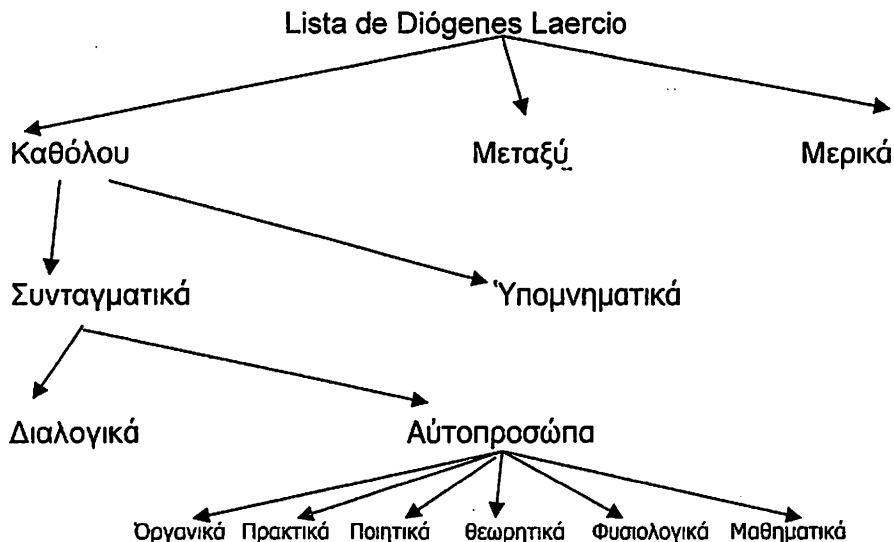 Lista de Diógenes Laercio
Καθόλου Μεταξύ Μερικά
Συνταγματικά Ὑπομνηματικά
Διαλογικά Αὐτοπροσώπα
Ὀργανικά Πρακτικά Ποιητικά θεωρητικά Φυσιολογικά Μαθηματικά